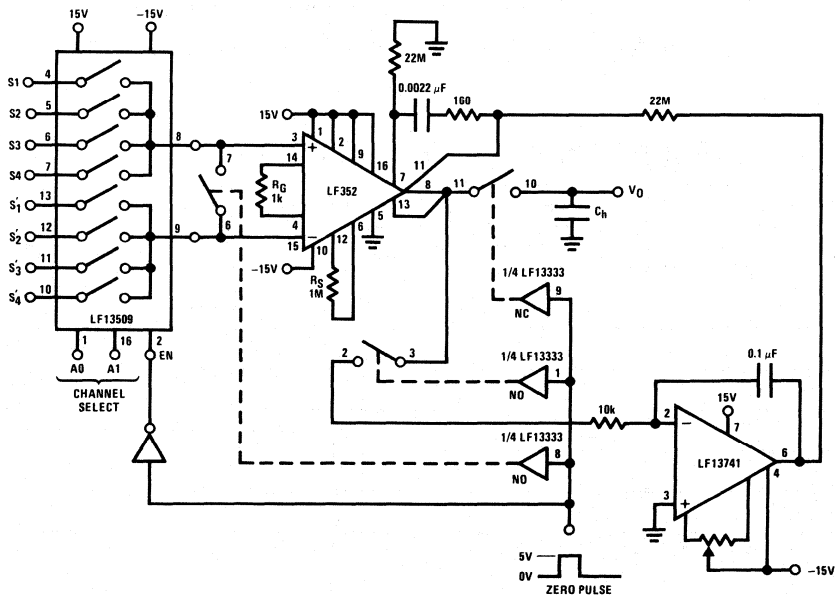 15V
-15V
S1 4
S2 5
S3 6
S4 7
S'1 13
S'2 12
S'3 11
S'4 10
LF13509
1
16
2
A0
A1
EN
CHANNEL
SELECT
8
9
7
6
15V
3
14
RG
1k
4
15
-15V
10
RS
1M
12
6
5
1
2
9
16
7
11
8
13
LF352
22M
0.0022 µF
160
22M
11
10
VO
Ch
1/4 LF13333
9
NC
2
3
1/4 LF13333
1
NO
1/4 LF13333
8
NO
10k
0.1 µF
15V
2
7
6
4
3
LF13741
-15V
5V
0V
ZERO PULSE